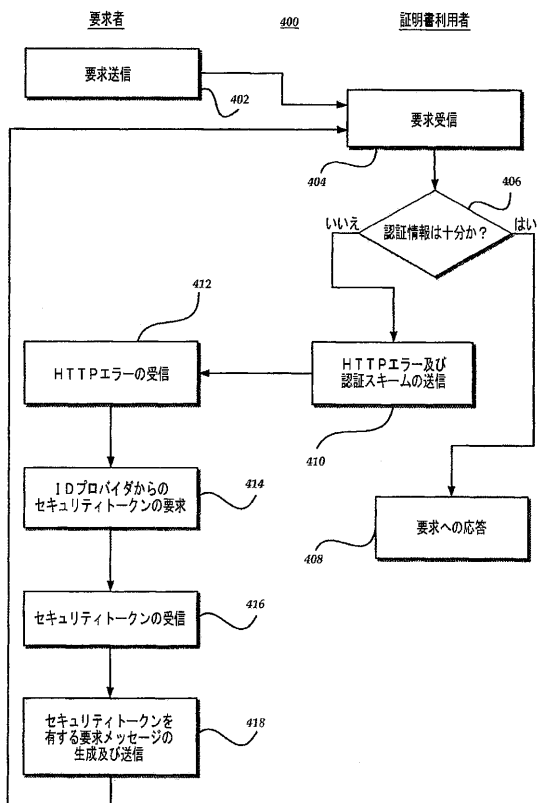 要求者
400
証明書利用者
要求送信
402
要求受信
404
406
認証情報は十分か?
いいえ
はい
412
HTTPエラーの受信
HTTPエラー及び
認証スキームの送信
410
IDプロバイダからの
セキュリティトークンの要求
414
要求への応答
408
セキュリティトークンの受信
416
セキュリティトークンを
有する要求メッセージの
生成及び送信
418